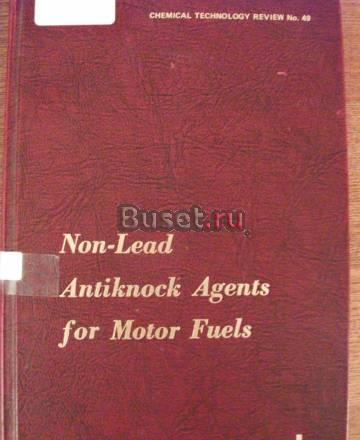 CHEMICAL TECHNOLOGY REVIEW No. 49
Buset.ru
Non-Lead
Antiknock Agents
for Motor Fuels